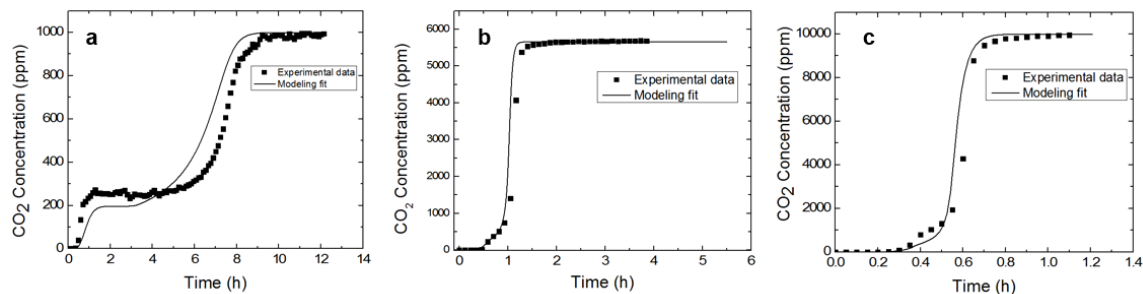 a
CO2 Concentration (ppm)
1000
800
600
400
200
0
Experimental data
Modeling fit
0 2 4 6 8 10 12 14
Time (h)
b
CO2 Concentration (ppm)
6000
5000
4000
3000
2000
1000
0
Experimental data
Modeling fit
0 1 2 3 4 5 6
Time (h)
c
CO2 Concentration (ppm)
10000
8000
6000
4000
2000
0
Experimental data
Modeling fit
0.0 0.2 0.4 0.6 0.8 1.0 1.2 1.4
Time (h)